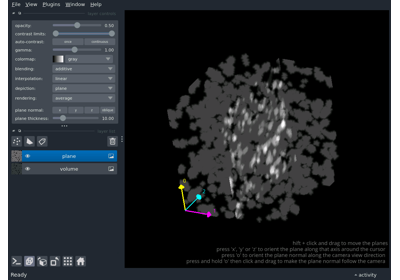 File View Plugins Window Help
opacity: 0.50
contrast limits:
auto-contrast: once continuous
gamma: 1.00
colormap: gray
blending: additive
interpolation: linear
depiction: plane
rendering: average
plane normal: x y z oblique
plane thickness: 10.00
plane
volume
shift + click and drag to move the planes
press 'x', 'y' or 'z' to orient the plane along that axis around the cursor
press 'o' to orient the plane normal along the camera view direction
press and hold 'o' then click and drag to make the plane normal follow the camera
Ready
activity